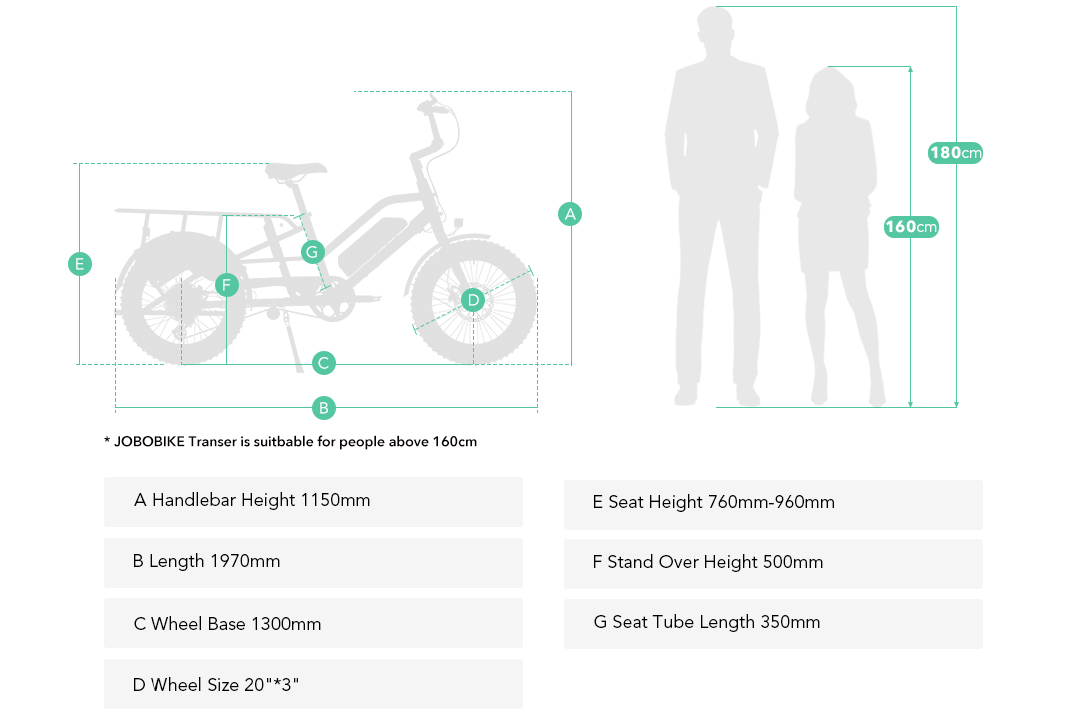 180cm
A
160cm
G
E
F
D
C
B
* JOBOBIKE Transer is suitbable for people above 160cm
A Handlebar Height 1150mm
E Seat Height 760mm-960mm
B Length 1970mm
F Stand Over Height 500mm
C Wheel Base 1300mm
G Seat Tube Length 350mm
D Wheel Size 20"*3"